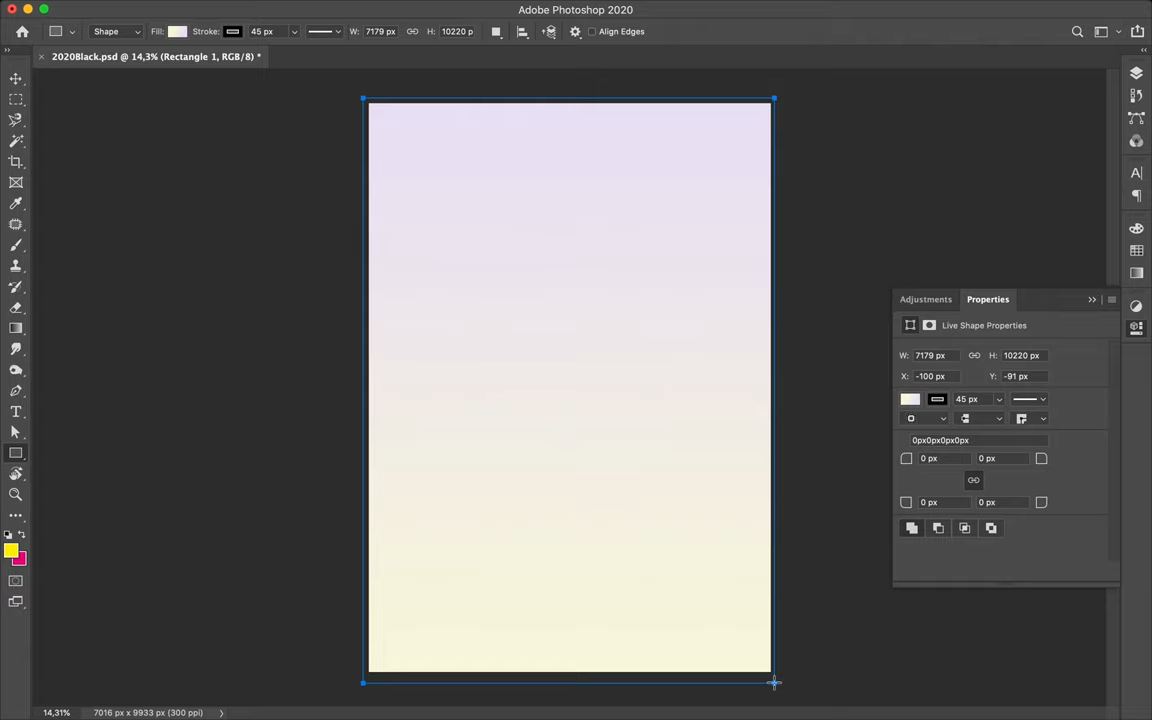 Adobe Photoshop 2020
Shape Fill: Stroke: 45 px W: 7179 px H: 10220 p Align Edges
2020Black.psd @ 14,3% (Rectangle 1, RGB/8) *
Adjustments Properties
Live Shape Properties
W: 7179 px H: 10220 px
X: -100 px Y: -91 px
45 px
0px0px0px0px
0 px 0 px
0 px 0 px
14,31% 7016 px x 9933 px (300 ppi)